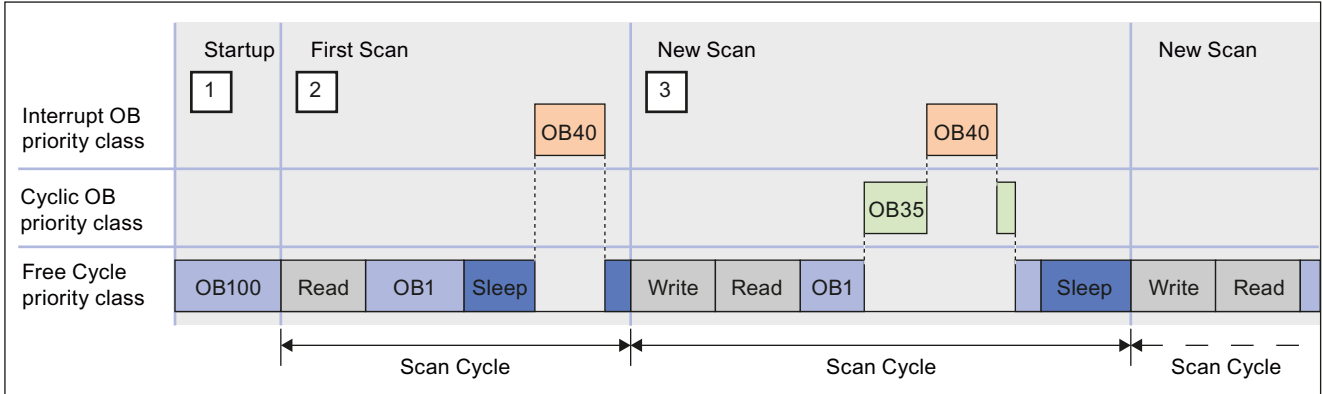 Startup
First Scan
New Scan
New Scan
1
2
3
Interrupt OB
priority class
OB40
OB40
Cyclic OB
priority class
OB35
Free Cycle
priority class
OB100
Read
OB1
Sleep
Write
Read
OB1
Sleep
Write
Read
Scan Cycle
Scan Cycle
Scan Cycle